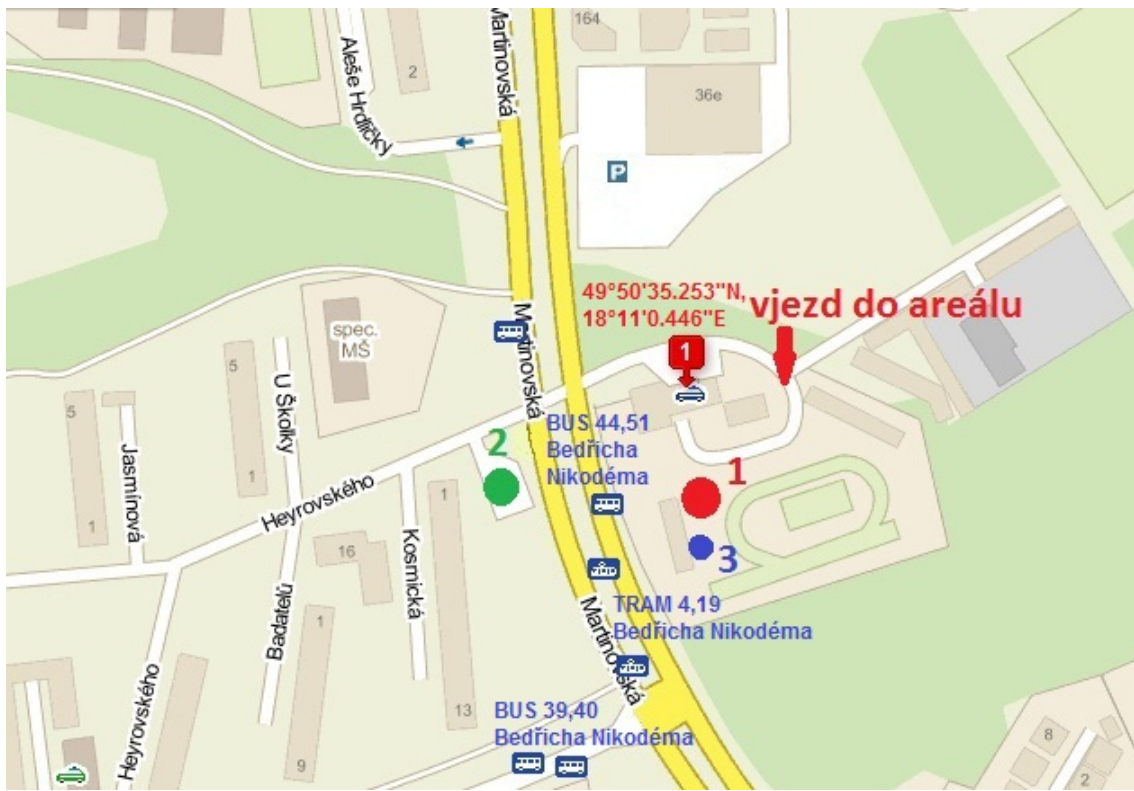 Martinovská
164
Aleše Hrdličky
2
36e
P
49°50'35.253"N,
18°11'0.446"E
vjezd do areálu
1
spec.
MŠ
Martinovská
U Školky
5
5
1
1
Jasmínová
BUS 44,51
Bedřicha
Nikodéma
2
1
Heyrovského
1
Kosmická
16
3
TRAM 4,19
Bedřicha Nikodéma
Martinovská
Badatelů
1
13
BUS 39,40
Bedřicha Nikodéma
Heyrovského
9
8
2